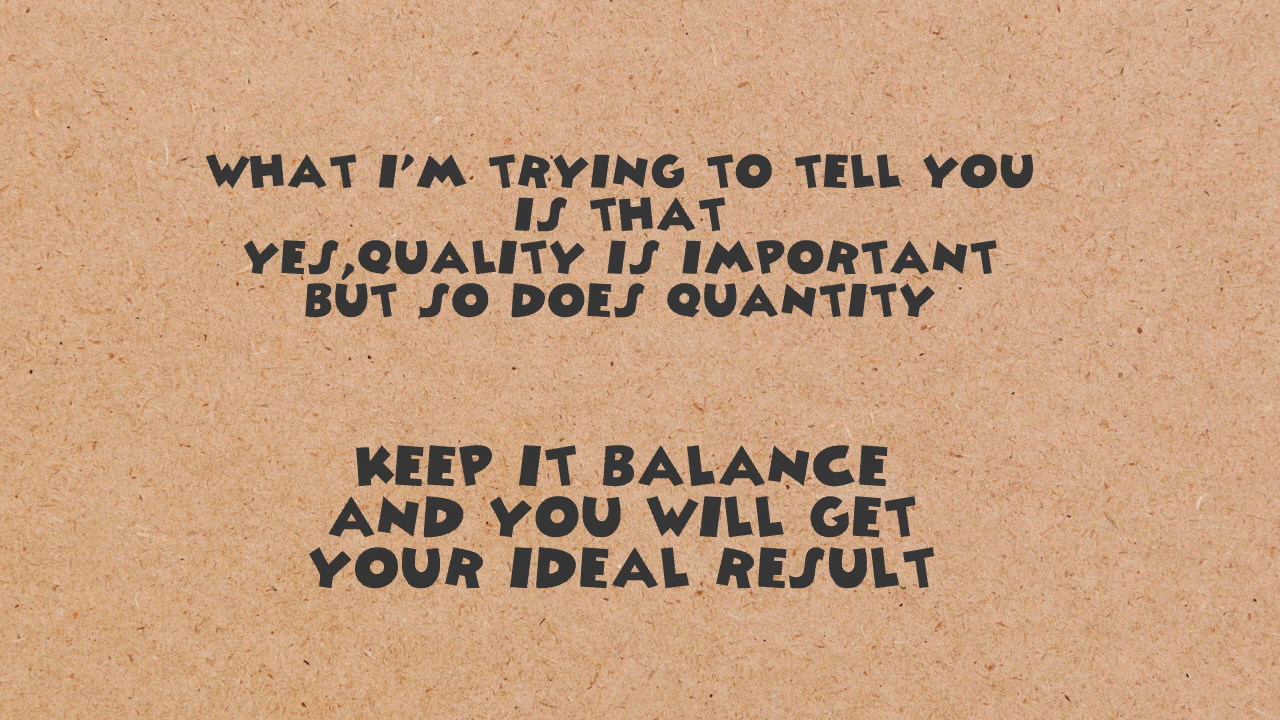 WHAT I'M TRYING TO TELL YOU
IS THAT
YES,QUALITY IS IMPORTANT
BUT SO DOES QUANTITY
KEEP IT BALANCE
AND YOU WILL GET
YOUR IDEAL RESULT